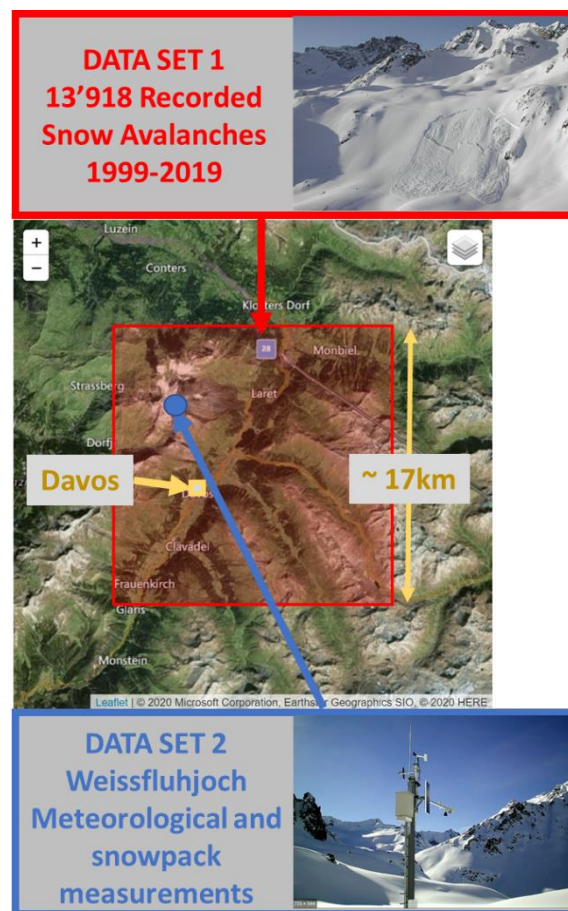 DATA SET 1
13’918 Recorded
Snow Avalanches
1999-2019
Luzein
+
−
Conters
Klosters Dorf
28
Monbiel
Strassberg
Laret
Dorfj
Davos
~ 17km
Davos
Clavadel
Frauenkirch
Glaris
Monstein
Leaflet | © 2020 Microsoft Corporation, Earthstar Geographics SIO, © 2020 HERE
DATA SET 2
Weissfluhjoch
Meteorological and
snowpack
measurements